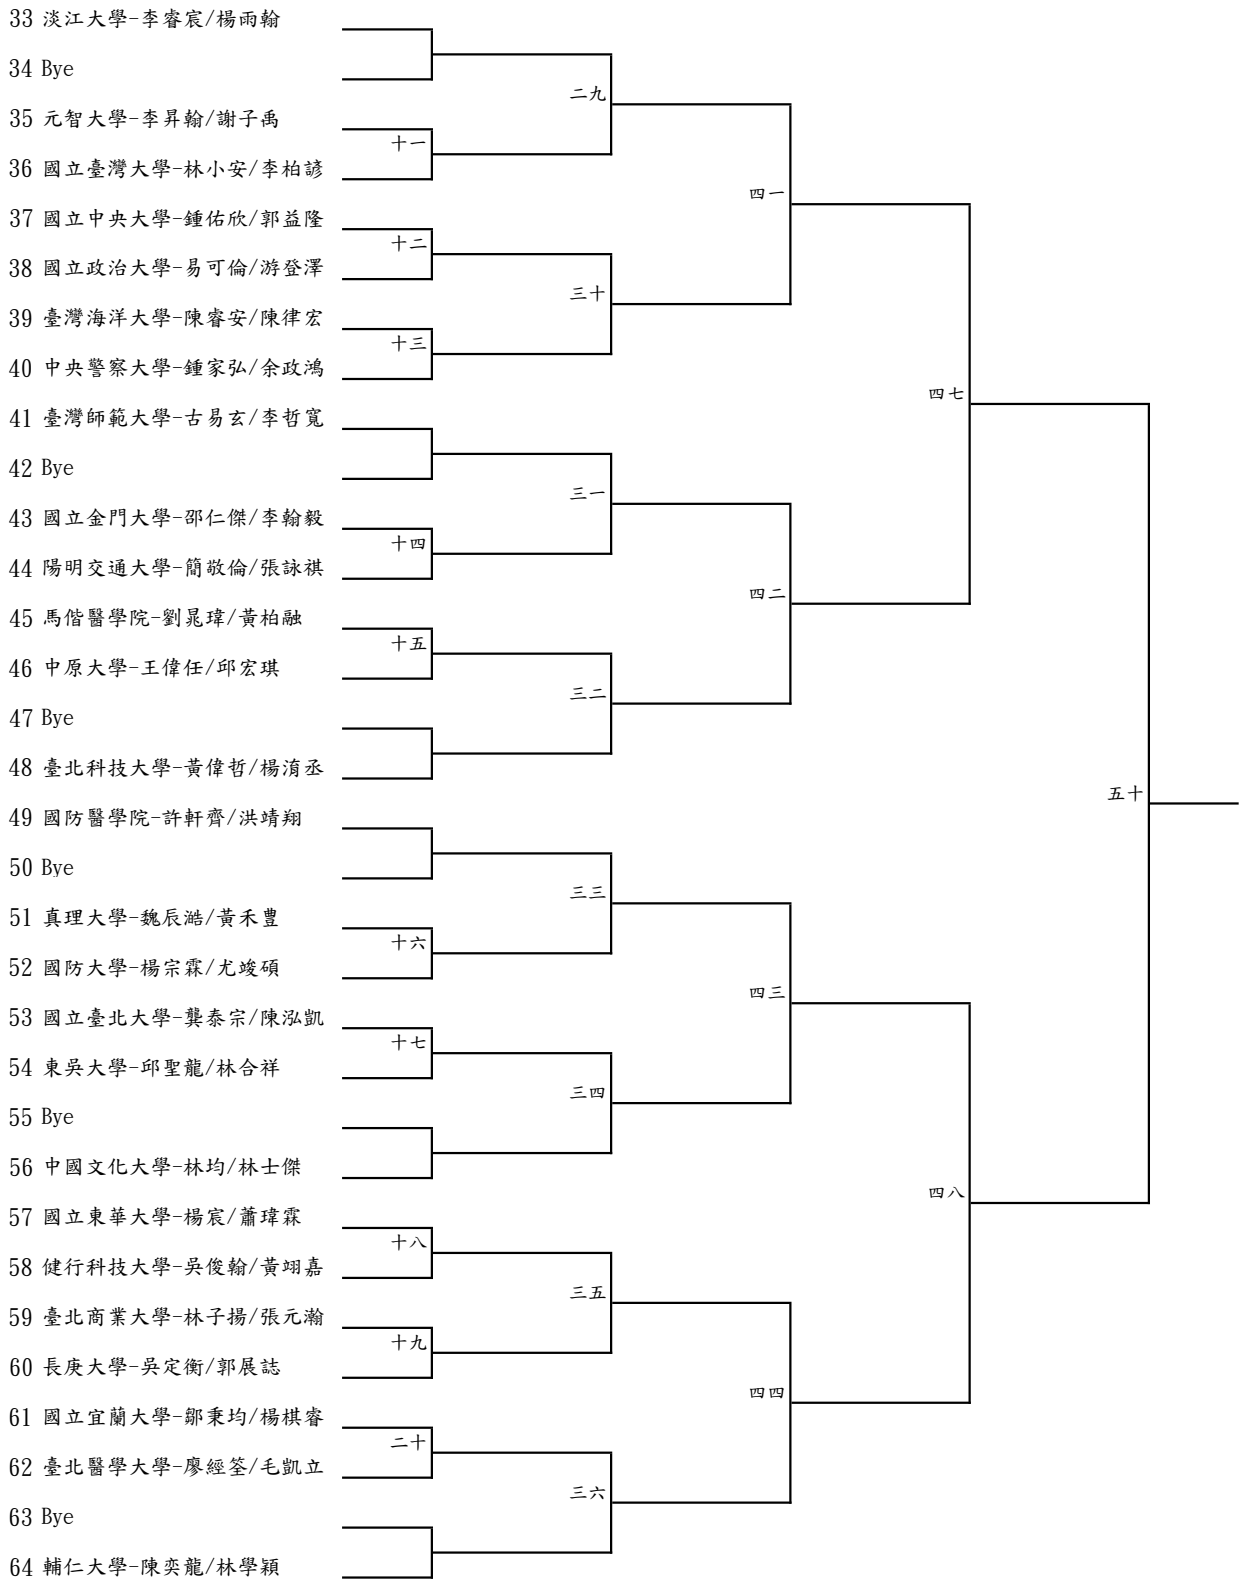 33 淡江大學-李睿宸/楊雨翰
34 Bye
二九
35 元智大學-李昇翰/謝子禹
十一
36 國立臺灣大學-林小安/李柏諺
四一
37 國立中央大學-鍾佑欣/郭益隆
十二
38 國立政治大學-易可倫/游登澤
三十
39 臺灣海洋大學-陳睿安/陳律宏
十三
40 中央警察大學-鍾家弘/余政鴻
四七
41 臺灣師範大學-古易玄/李哲寬
42 Bye
三一
43 國立金門大學-邵仁傑/李翰毅
十四
44 陽明交通大學-簡敬倫/張詠祺
四二
45 馬偕醫學院-劉晁瑋/黃柏融
十五
46 中原大學-王偉任/邱宏琪
三二
47 Bye
48 臺北科技大學-黃偉哲/楊淯丞
五十
49 國防醫學院-許軒齊/洪靖翔
50 Bye
三三
51 真理大學-魏辰澔/黃禾豊
十六
52 國防大學-楊宗霖/尤竣碩
四三
53 國立臺北大學-龔泰宗/陳泓凱
十七
54 東吳大學-邱聖龍/林合祥
三四
55 Bye
56 中國文化大學-林均/林士傑
四八
57 國立東華大學-楊宸/蕭瑋霖
十八
58 健行科技大學-吳俊翰/黃翊嘉
三五
59 臺北商業大學-林子揚/張元瀚
十九
60 長庚大學-吳定衡/郭展誌
四四
61 國立宜蘭大學-鄒秉均/楊棋睿
二十
62 臺北醫學大學-廖經荃/毛凱立
三六
63 Bye
64 輔仁大學-陳奕龍/林學穎